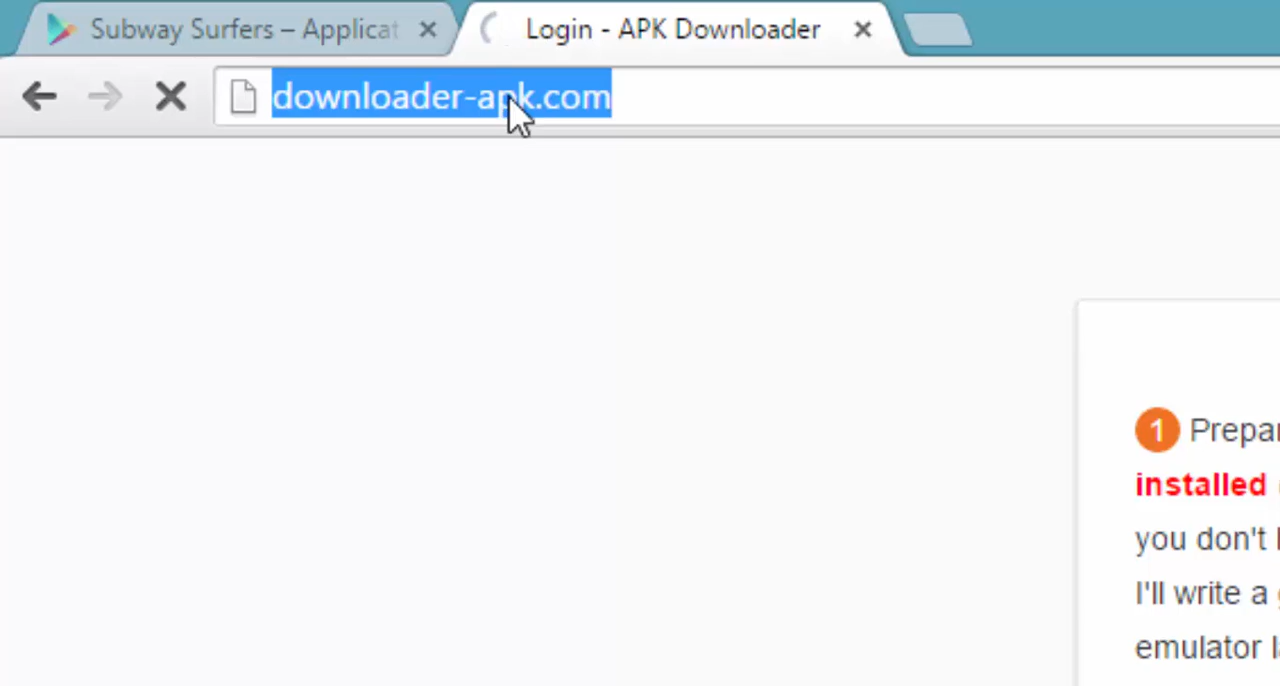 Subway Surfers – Applicat
Login - APK Downloader
downloader-apk.com
1 Prepar
installed
you don't
I'll write a
emulator